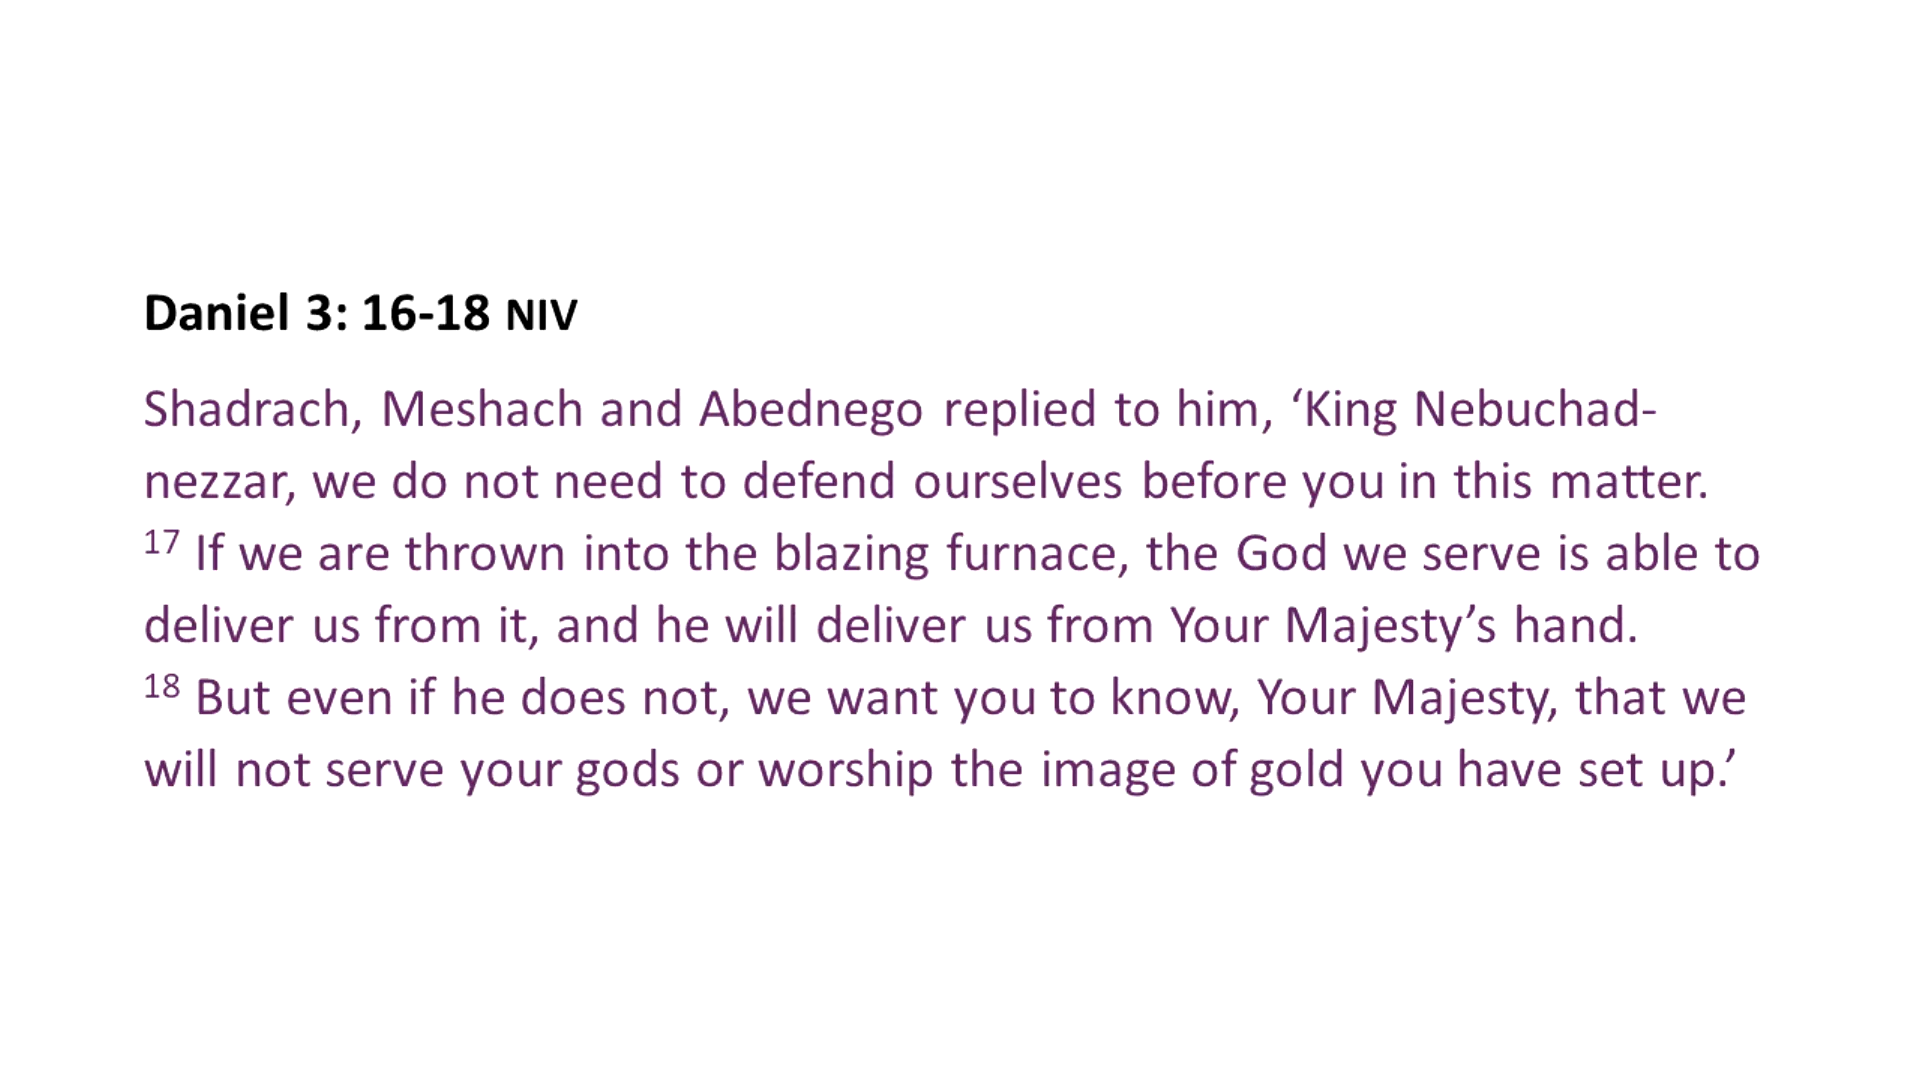 Daniel 3: 16-18 NIV
Shadrach, Meshach and Abednego replied to him, ‘King Nebuchad-
nezzar, we do not need to defend ourselves before you in this matter.
17 If we are thrown into the blazing furnace, the God we serve is able to
deliver us from it, and he will deliver us from Your Majesty’s hand.
18 But even if he does not, we want you to know, Your Majesty, that we
will not serve your gods or worship the image of gold you have set up.’